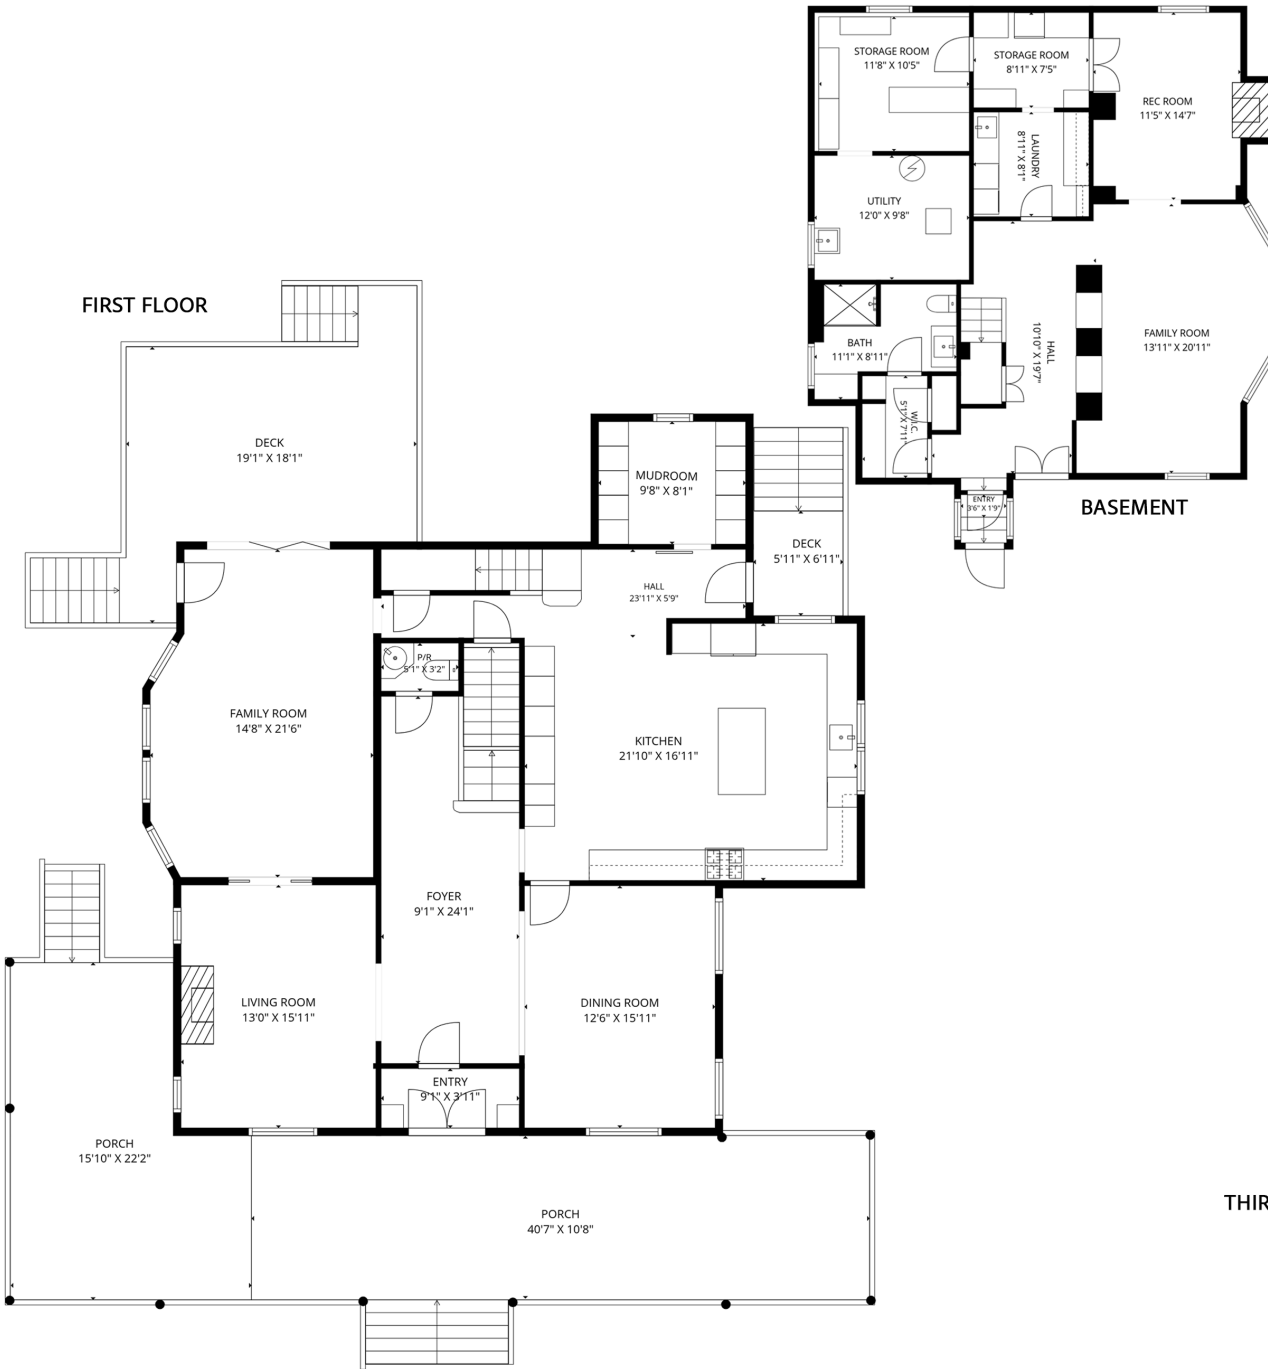 STORAGE ROOM
11'8" X 10'5"
STORAGE ROOM
8'11" X 7'5"
REC ROOM
11'5" X 14'7"
LAUNDRY
8'11" X 8'1"
UTILITY
12'0" X 9'8"
BATH
11'1" X 8'11"
HALL
10'10" X 19'7"
FAMILY ROOM
13'11" X 20'11"
W.I.C.
5'1" X 7'11"
ENTRY
3'6" X 1'9"
BASEMENT
FIRST FLOOR
DECK
19'1" X 18'1"
MUDROOM
9'8" X 8'1"
DECK
5'11" X 6'11"
HALL
23'11" X 5'9"
P/R
5'1" X 3'2"
FAMILY ROOM
14'8" X 21'6"
KITCHEN
21'10" X 16'11"
FOYER
9'1" X 24'1"
LIVING ROOM
13'0" X 15'11"
DINING ROOM
12'6" X 15'11"
ENTRY
9'1" X 3'11"
PORCH
15'10" X 22'2"
PORCH
40'7" X 10'8"
THIR